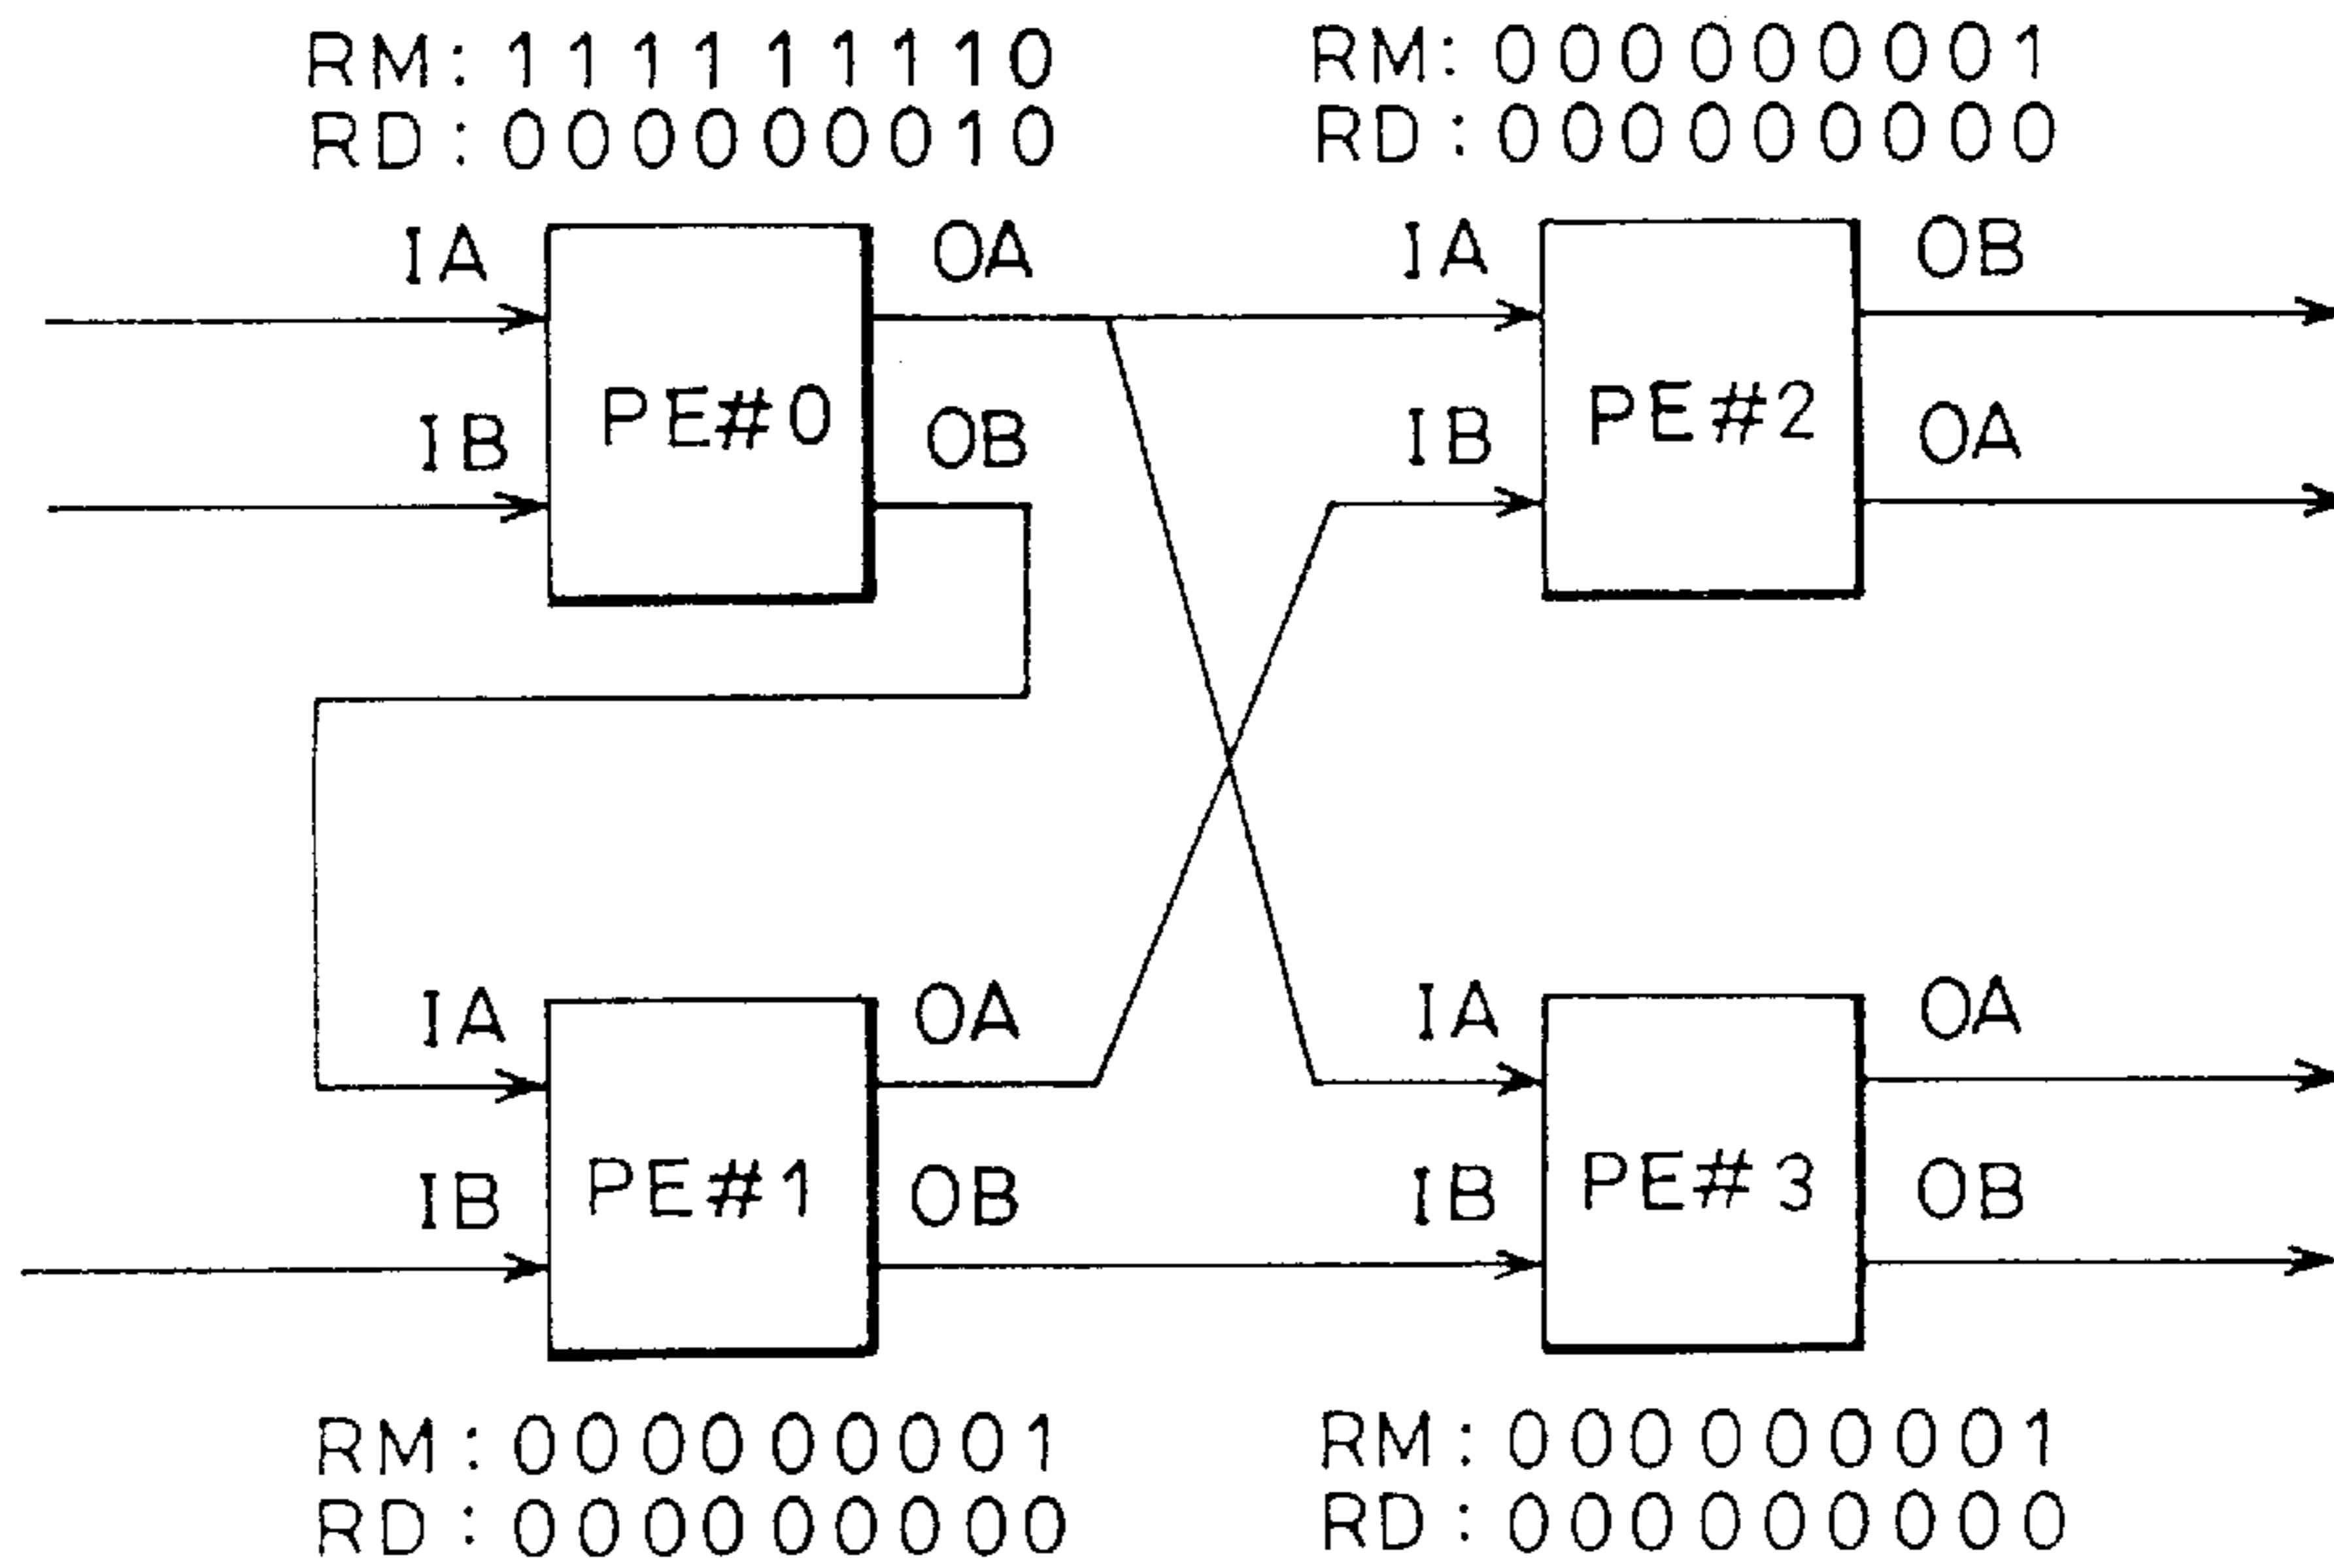 RM: 111111110
RD: 000000010
RM: 000000001
RD: 000000000
IA
OA
IA
OB
PE#0
PE#2
IB
OB
IB
OA
IA
OA
IA
OA
PE#1
PE#3
IB
OB
IB
OB
RM: 000000001
RD: 000000000
RM: 000000001
RD: 000000000